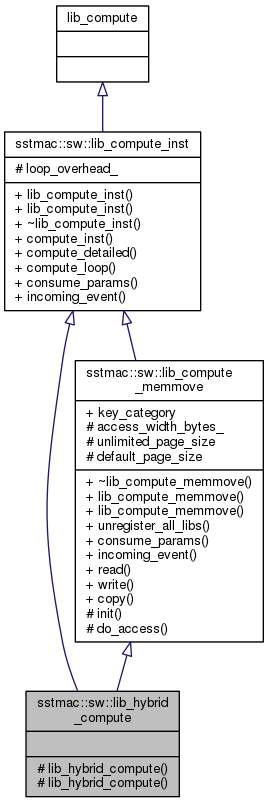 lib_compute
sstmac::sw::lib_compute_inst
# loop_overhead_
+ lib_compute_inst()
+ lib_compute_inst()
+ ~lib_compute_inst()
+ compute_inst()
+ compute_detailed()
+ compute_loop()
+ consume_params()
+ incoming_event()
sstmac::sw::lib_compute
_memmove
+ key_category
# access_width_bytes_
# unlimited_page_size
# default_page_size
+ ~lib_compute_memmove()
+ lib_compute_memmove()
+ lib_compute_memmove()
+ unregister_all_libs()
+ consume_params()
+ incoming_event()
+ read()
+ write()
+ copy()
# init()
# do_access()
sstmac::sw::lib_hybrid
_compute
# lib_hybrid_compute()
# lib_hybrid_compute()